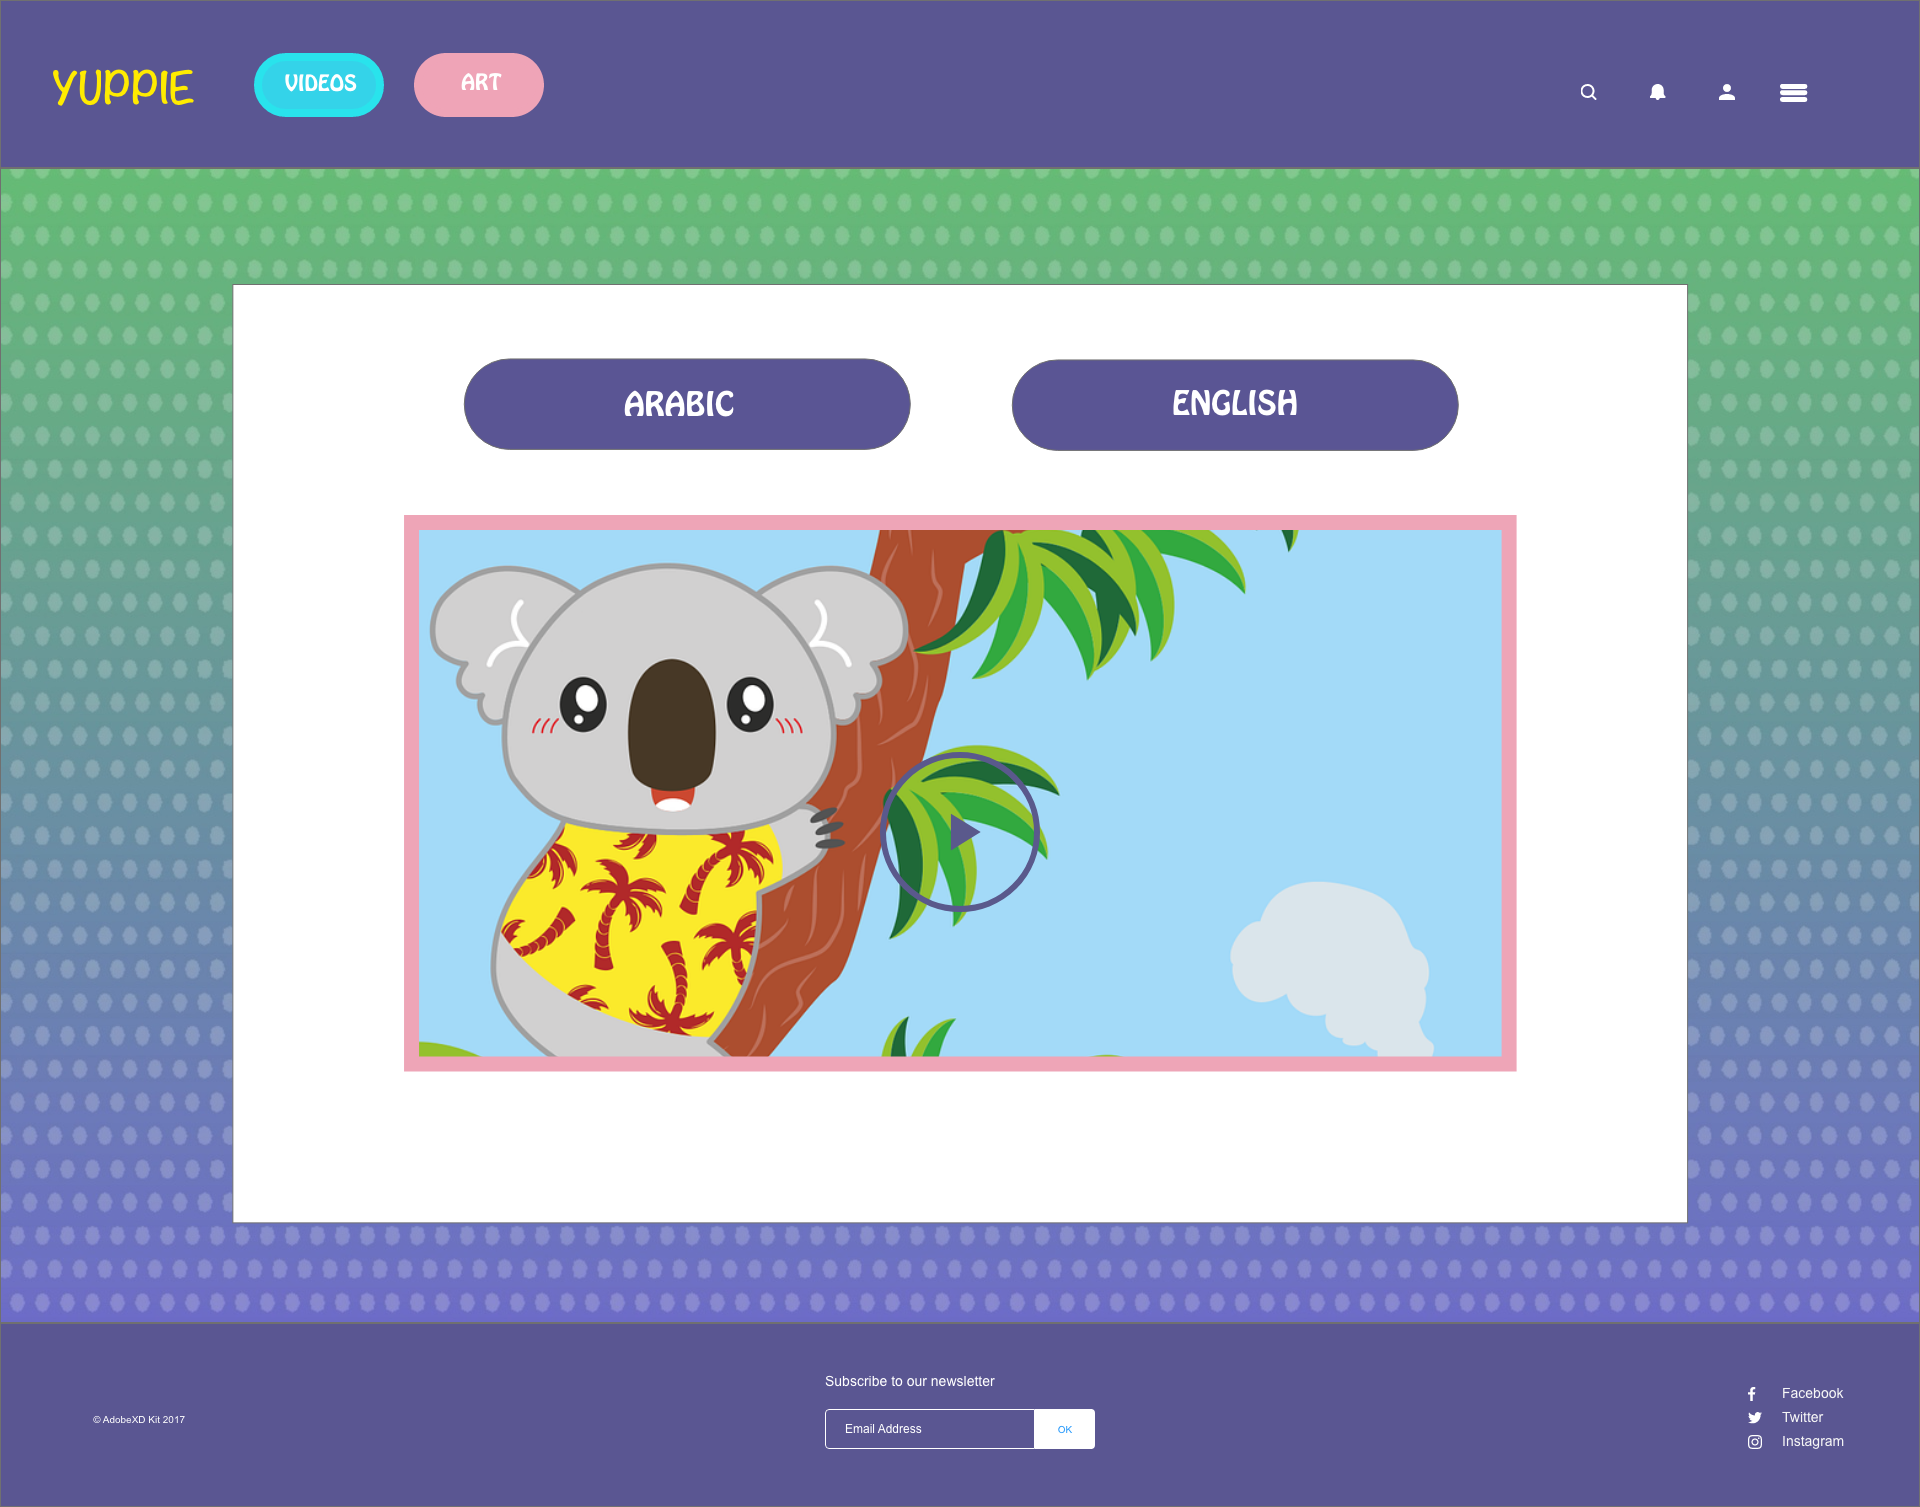 YUPPIE
VIDEOS
ART
ARABIC
ENGLISH
Subscribe to our newsletter
© AdobeXD Kit 2017
Email Address
OK
Facebook
Twitter
Instagram